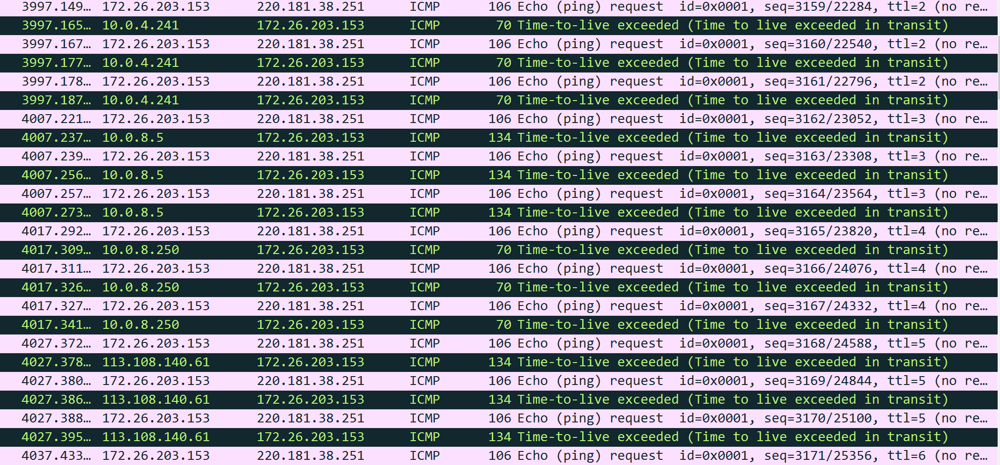 3997.149… 172.26.203.153 220.181.38.251 ICMP 106 Echo (ping) request id=0x0001, seq=3159/22284, ttl=2 (no re…
3997.165… 10.0.4.241 172.26.203.153 ICMP 70 Time-to-live exceeded (Time to live exceeded in transit)
3997.167… 172.26.203.153 220.181.38.251 ICMP 106 Echo (ping) request id=0x0001, seq=3160/22540, ttl=2 (no re…
3997.177… 10.0.4.241 172.26.203.153 ICMP 70 Time-to-live exceeded (Time to live exceeded in transit)
3997.178… 172.26.203.153 220.181.38.251 ICMP 106 Echo (ping) request id=0x0001, seq=3161/22796, ttl=2 (no re…
3997.187… 10.0.4.241 172.26.203.153 ICMP 70 Time-to-live exceeded (Time to live exceeded in transit)
4007.221… 172.26.203.153 220.181.38.251 ICMP 106 Echo (ping) request id=0x0001, seq=3162/23052, ttl=3 (no re…
4007.237… 10.0.8.5 172.26.203.153 ICMP 134 Time-to-live exceeded (Time to live exceeded in transit)
4007.239… 172.26.203.153 220.181.38.251 ICMP 106 Echo (ping) request id=0x0001, seq=3163/23308, ttl=3 (no re…
4007.256… 10.0.8.5 172.26.203.153 ICMP 134 Time-to-live exceeded (Time to live exceeded in transit)
4007.257… 172.26.203.153 220.181.38.251 ICMP 106 Echo (ping) request id=0x0001, seq=3164/23564, ttl=3 (no re…
4007.273… 10.0.8.5 172.26.203.153 ICMP 134 Time-to-live exceeded (Time to live exceeded in transit)
4017.292… 172.26.203.153 220.181.38.251 ICMP 106 Echo (ping) request id=0x0001, seq=3165/23820, ttl=4 (no re…
4017.309… 10.0.8.250 172.26.203.153 ICMP 70 Time-to-live exceeded (Time to live exceeded in transit)
4017.311… 172.26.203.153 220.181.38.251 ICMP 106 Echo (ping) request id=0x0001, seq=3166/24076, ttl=4 (no re…
4017.326… 10.0.8.250 172.26.203.153 ICMP 70 Time-to-live exceeded (Time to live exceeded in transit)
4017.327… 172.26.203.153 220.181.38.251 ICMP 106 Echo (ping) request id=0x0001, seq=3167/24332, ttl=4 (no re…
4017.341… 10.0.8.250 172.26.203.153 ICMP 70 Time-to-live exceeded (Time to live exceeded in transit)
4027.372… 172.26.203.153 220.181.38.251 ICMP 106 Echo (ping) request id=0x0001, seq=3168/24588, ttl=5 (no re…
4027.378… 113.108.140.61 172.26.203.153 ICMP 134 Time-to-live exceeded (Time to live exceeded in transit)
4027.380… 172.26.203.153 220.181.38.251 ICMP 106 Echo (ping) request id=0x0001, seq=3169/24844, ttl=5 (no re…
4027.386… 113.108.140.61 172.26.203.153 ICMP 134 Time-to-live exceeded (Time to live exceeded in transit)
4027.388… 172.26.203.153 220.181.38.251 ICMP 106 Echo (ping) request id=0x0001, seq=3170/25100, ttl=5 (no re…
4027.395… 113.108.140.61 172.26.203.153 ICMP 134 Time-to-live exceeded (Time to live exceeded in transit)
4037.433… 172.26.203.153 220.181.38.251 ICMP 106 Echo (ping) request id=0x0001, seq=3171/25356, ttl=6 (no re…